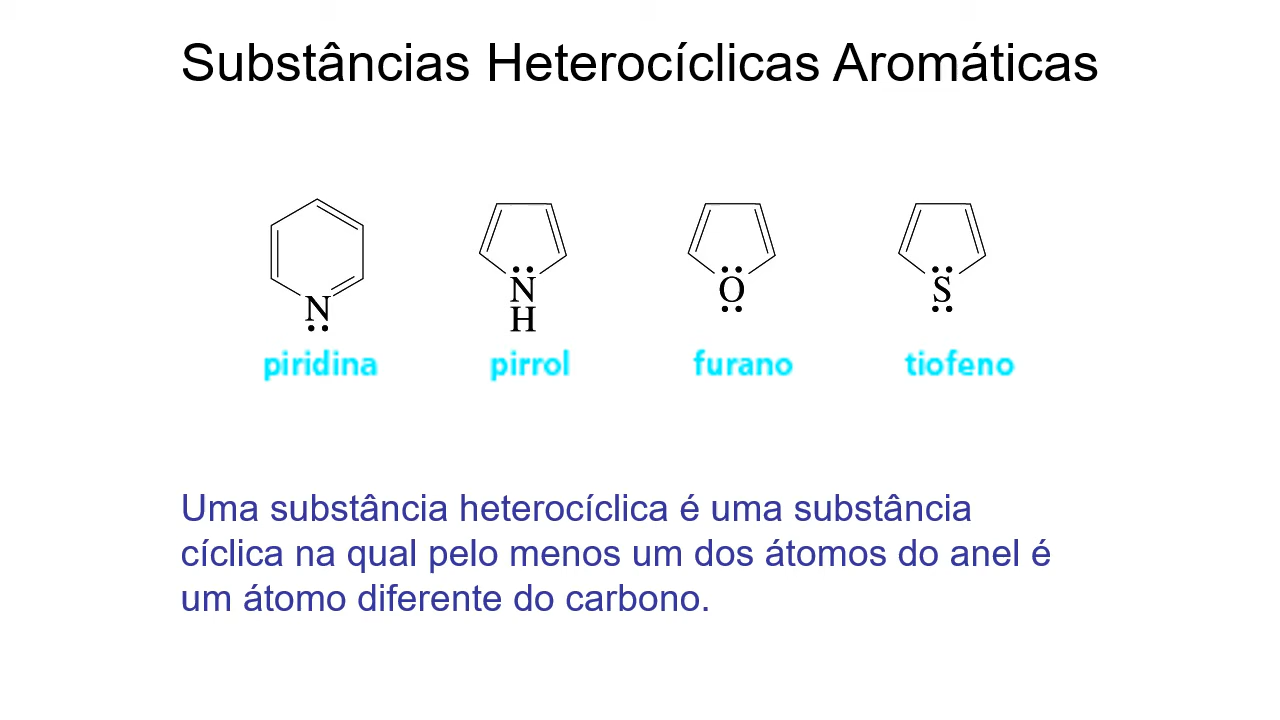 Substâncias Heterocíclicas Aromáticas
N
N
H
O
S
piridina pirrol furano tiofeno
Uma substância heterocíclica é uma substância
cíclica na qual pelo menos um dos átomos do anel é
um átomo diferente do carbono.